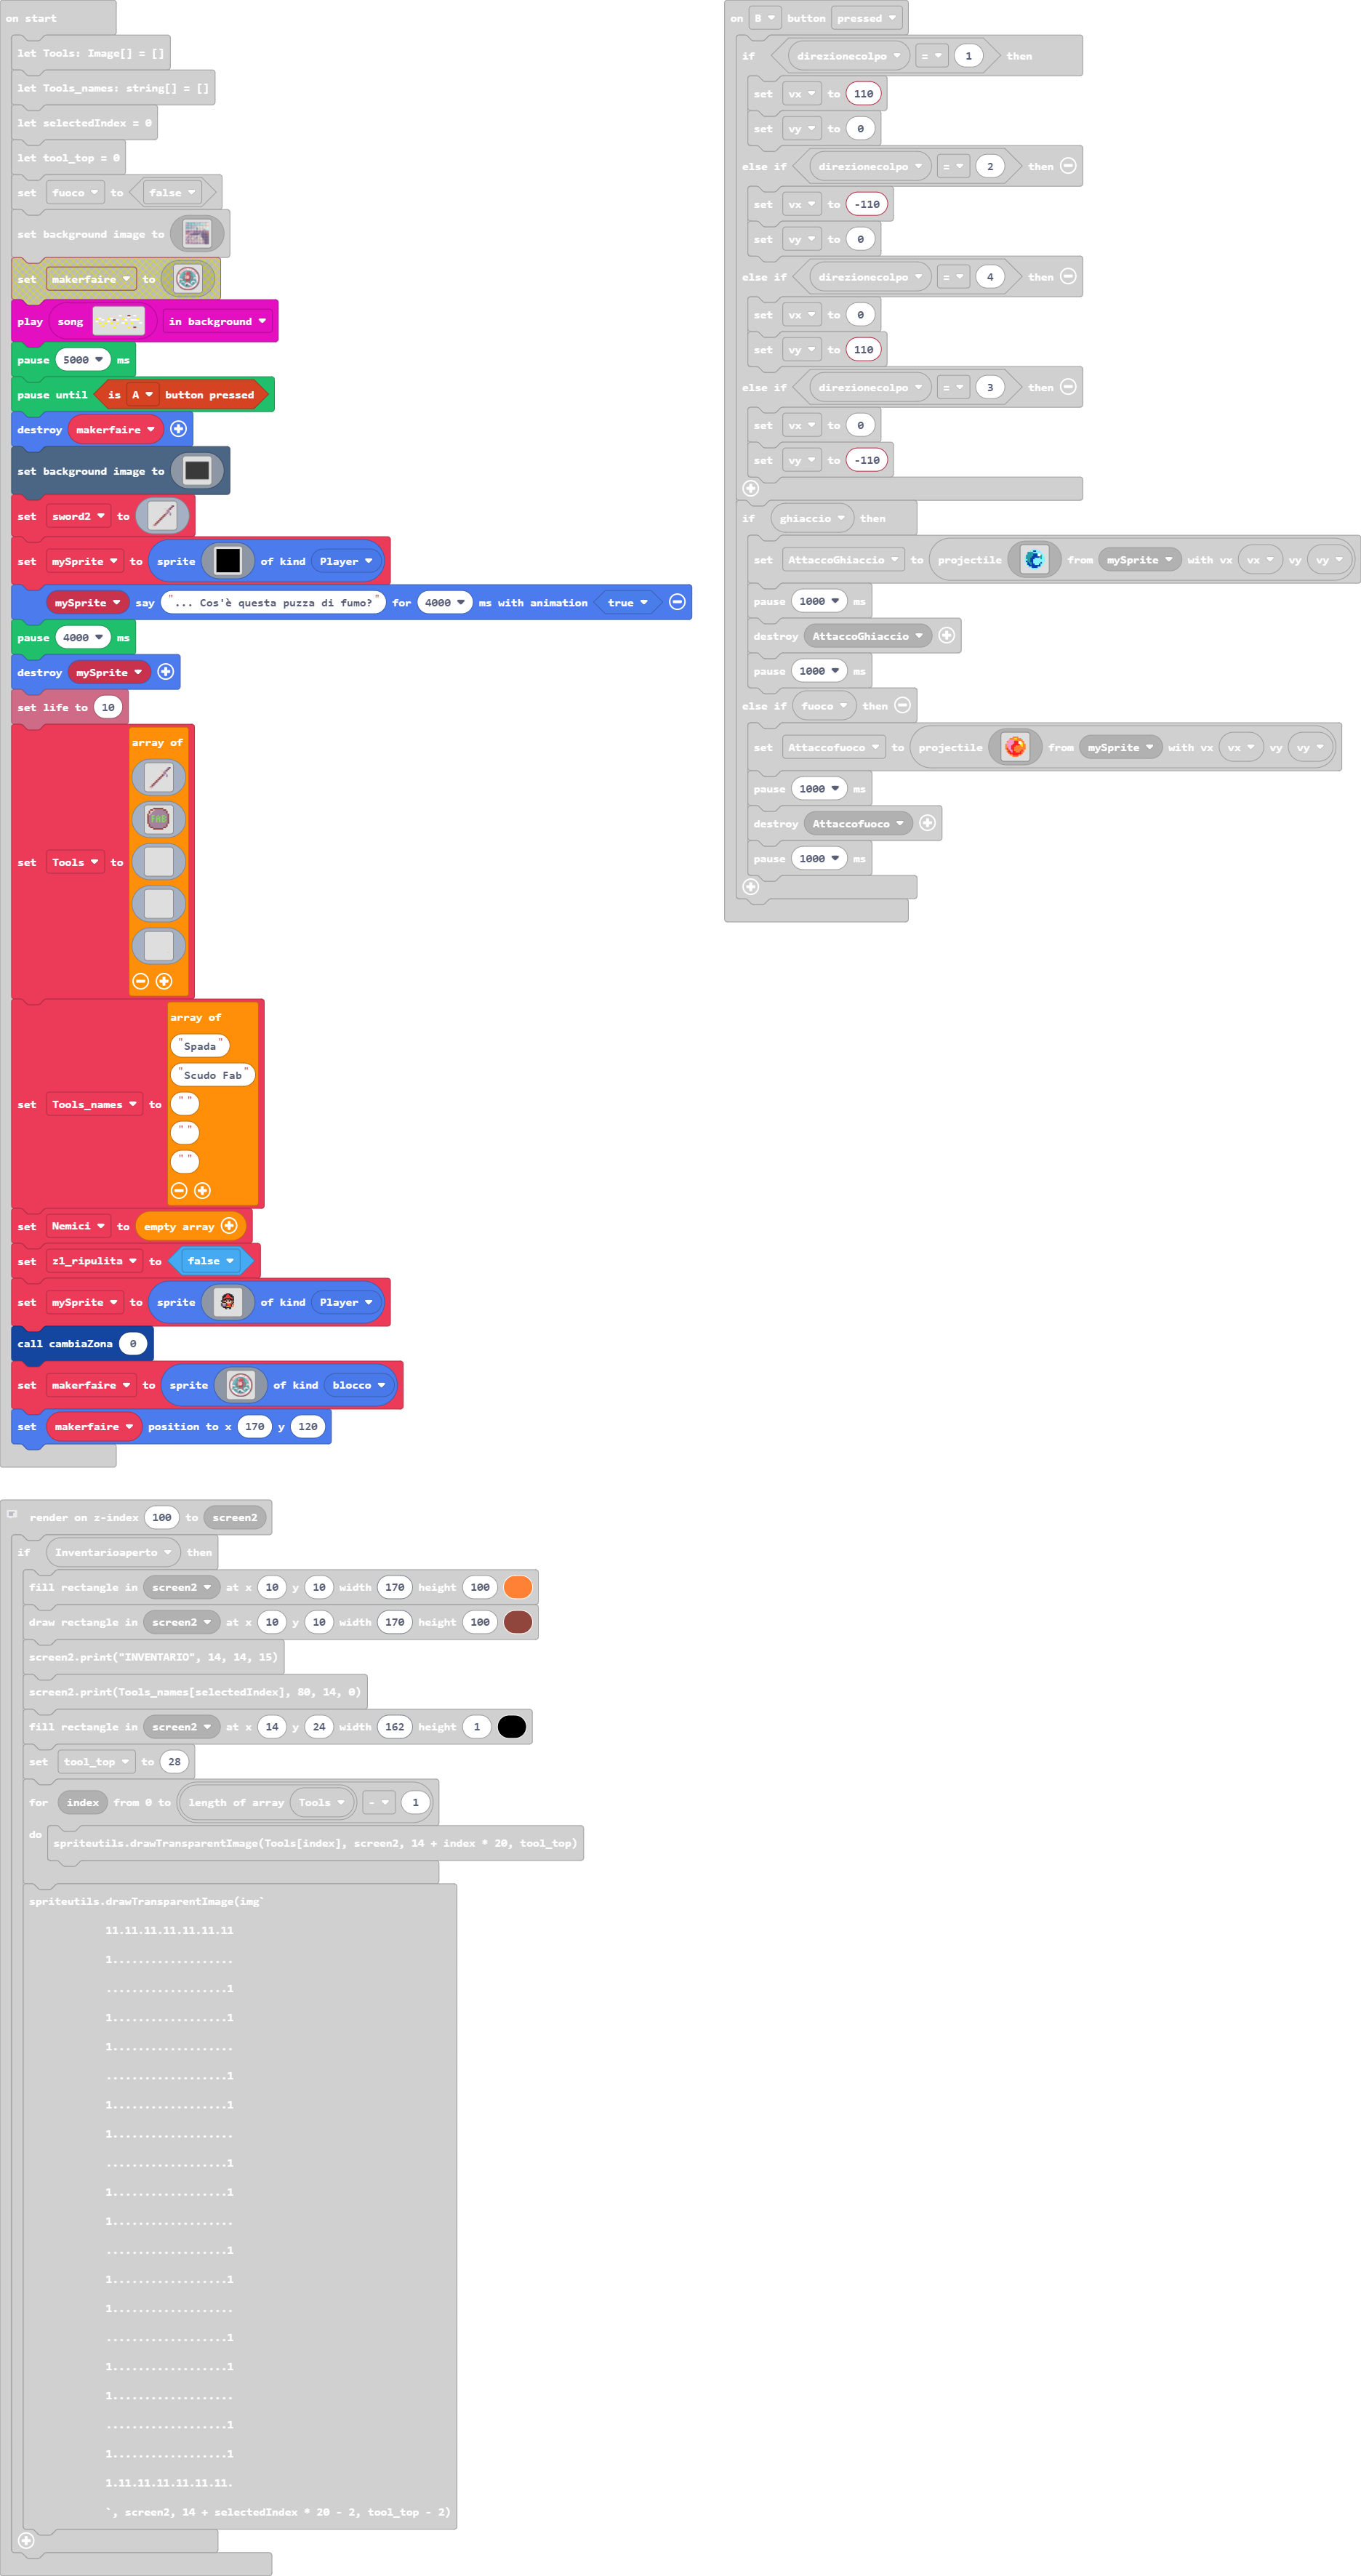 on start
let Tools: Image[] = []
let Tools_names: string[] = []
let selectedIndex = 0
let tool_top = 0
set fuoco to false
set background image to
set makerfaire to
play song in background
pause 5000 ms
pause until is A button pressed
destroy makerfaire
set background image to
set sword2 to
set mySprite to sprite of kind Player
mySprite say "... Cos'è questa puzza di fumo?" for 4000 ms with animation true
pause 4000 ms
destroy mySprite
set life to 10
set Tools to array of
FAB
set Tools_names to array of
"Spada"
"Scudo Fab"
" "
" "
" "
set Nemici to empty array
set z1_ripulita to false
set mySprite to sprite of kind Player
call cambiaZona 0
set makerfaire to sprite of kind blocco
set makerfaire position to x 170 y 120
on B button pressed
if direzionecolpo = 1 then
set vx to 110
set vy to 0
else if direzionecolpo = 2 then
set vx to -110
set vy to 0
else if direzionecolpo = 4 then
set vx to 0
set vy to 110
else if direzionecolpo = 3 then
set vx to 0
set vy to -110
if ghiaccio then
set AttaccoGhiaccio to projectile from mySprite with vx vx vy vy
pause 1000 ms
destroy AttaccoGhiaccio
pause 1000 ms
else if fuoco then
set Attaccofuoco to projectile from mySprite with vx vx vy vy
pause 1000 ms
destroy Attaccofuoco
pause 1000 ms
render on z-index 100 to screen2
if Inventarioaperto then
fill rectangle in screen2 at x 10 y 10 width 170 height 100
draw rectangle in screen2 at x 10 y 10 width 170 height 100
screen2.print("INVENTARIO", 14, 14, 15)
screen2.print(Tools_names[selectedIndex], 80, 14, 0)
fill rectangle in screen2 at x 14 y 24 width 162 height 1
set tool_top to 28
for index from 0 to length of array Tools - 1
do spriteutils.drawTransparentImage(Tools[index], screen2, 14 + index * 20, tool_top)
spriteutils.drawTransparentImage(img`
11.11.11.11.11.11.11
1...................
...................1
1..................1
1...................
...................1
1..................1
1...................
...................1
1..................1
1...................
...................1
1..................1
1...................
...................1
1..................1
1...................
...................1
1..................1
1.11.11.11.11.11.11.
`, screen2, 14 + selectedIndex * 20 - 2, tool_top - 2)